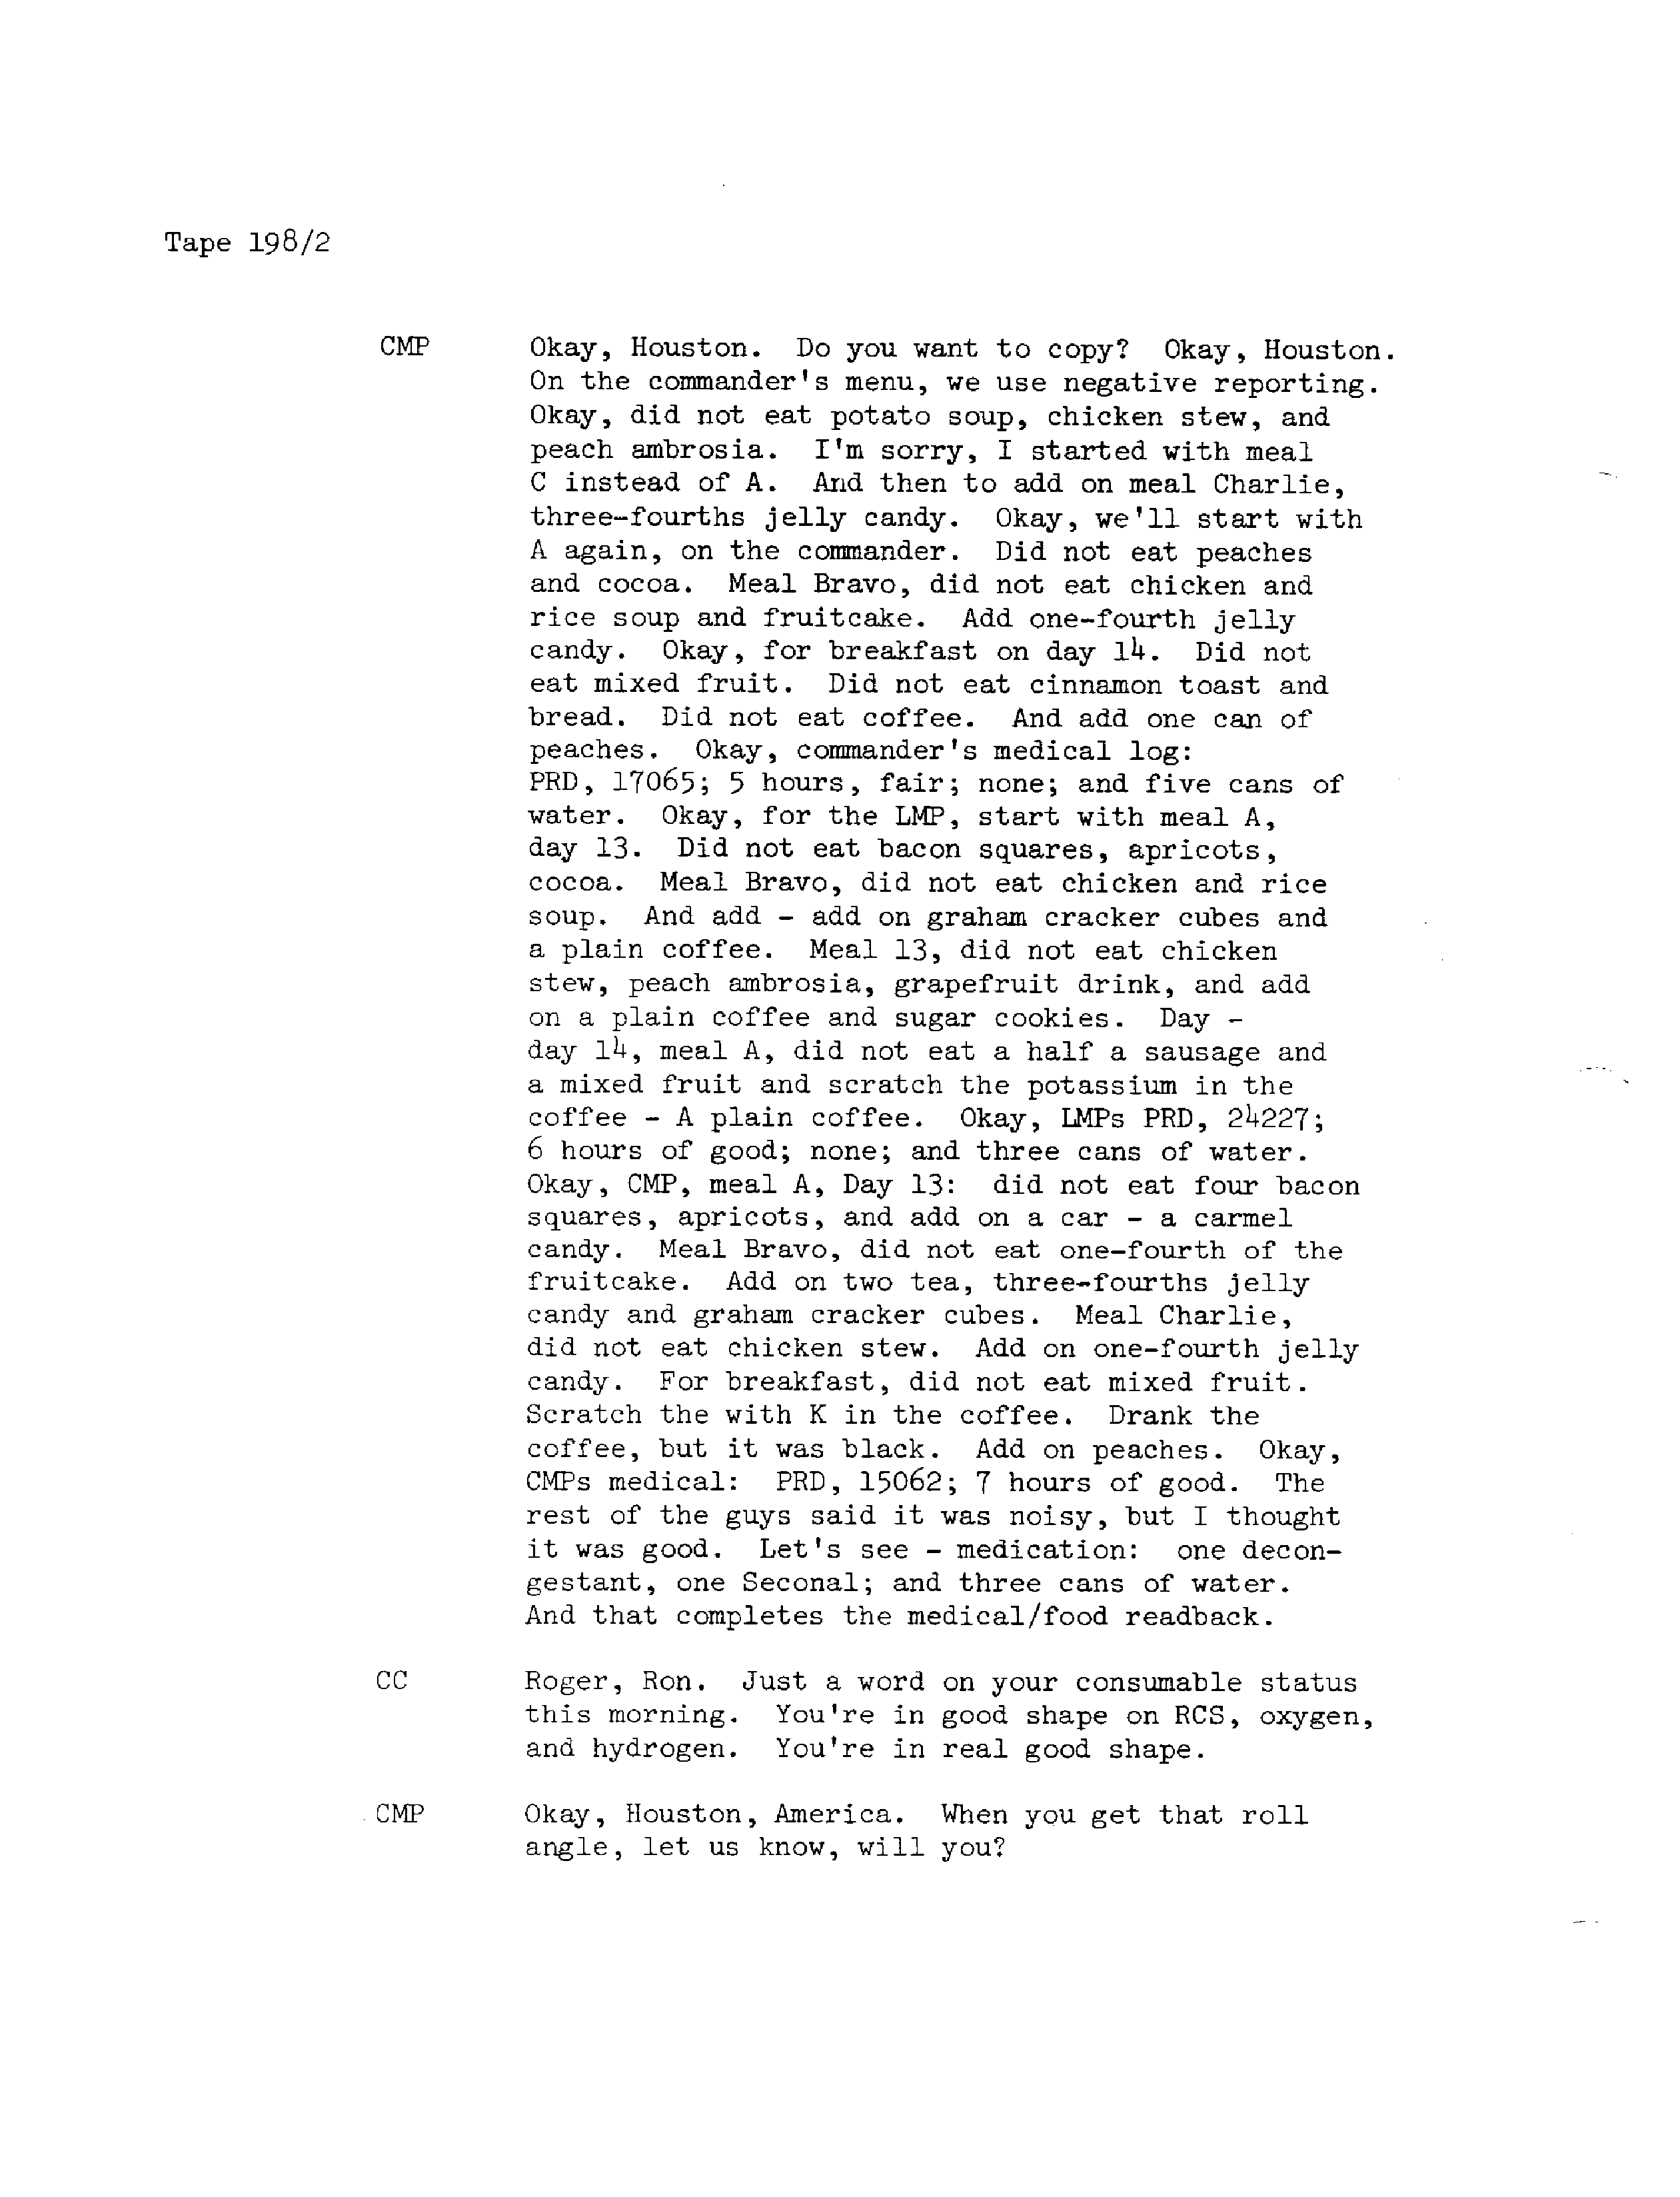 Tape 198/2
CMP Okay, Houston. Do you want to copy? Okay, Houston.
On the commander's menu, we use negative reporting.
Okay, did not eat potato soup, chicken stew, and
peach ambrosia. I'm sorry, I started with meal
C instead of A. And then to add on meal Charlie,
three-fourths jelly candy. Okay, we'll start with
A again, on the commander. Did not eat peaches
and cocoa. Meal Bravo, did not eat chicken and
rice soup and fruitcake. Add one-fourth jelly
candy. Okay, for breakfast on day 14. Did not
eat mixed fruit. Did not eat cinnamon toast and
bread. Did not eat coffee. And add one can of
peaches. Okay, commander's medical log:
PRD, 17065; 5 hours, fair; none; and five cans of
water. Okay, for the LMP, start with meal A,
day 13. Did not eat bacon squares, apricots,
cocoa. Meal Bravo, did not eat chicken and rice
soup. And add - add on graham cracker cubes and
a plain coffee. Meal 13, did not eat chicken
stew, peach ambrosia, grapefruit drink, and add
on a plain coffee and sugar cookies. Day -
day 14, meal A, did not eat a half a sausage and
a mixed fruit and scratch the potassium in the
coffee - A plain coffee. Okay, LMPs PRD, 24227;
6 hours of good; none; and three cans of water.
Okay, CMP, meal A, Day 13: did not eat four bacon
squares, apricots, and add on a car - a carmel
candy. Meal Bravo, did not eat one-fourth of the
fruitcake. Add on two tea, three-fourths jelly
candy and graham cracker cubes. Meal Charlie,
did not eat chicken stew. Add on one-fourth jelly
candy. For breakfast, did not eat mixed fruit.
Scratch the with K in the coffee. Drank the
coffee, but it was black. Add on peaches. Okay,
CMPs medical: PRD, 15062; 7 hours of good. The
rest of the guys said it was noisy, but I thought
it was good. Let's see - medication: one decon-
gestant, one Seconal; and three cans of water.
And that completes the medical/food readback.
CC Roger, Ron. Just a word on your consumable status
this morning. You're in good shape on RCS, oxygen,
and hydrogen. You're in real good shape.
CMP Okay, Houston, America. When you get that roll
angle, let us know, will you?